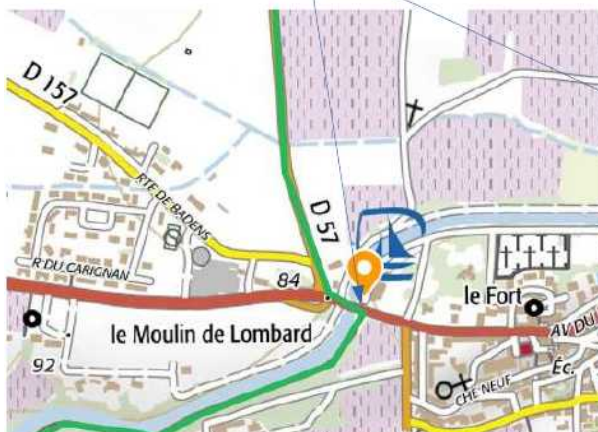 D 157
RTE DE BADENS
D 57
R DU CARIGNAN
84
le Fort
le Moulin de Lombard
AV DU
92
Éc.
CHE NEUF